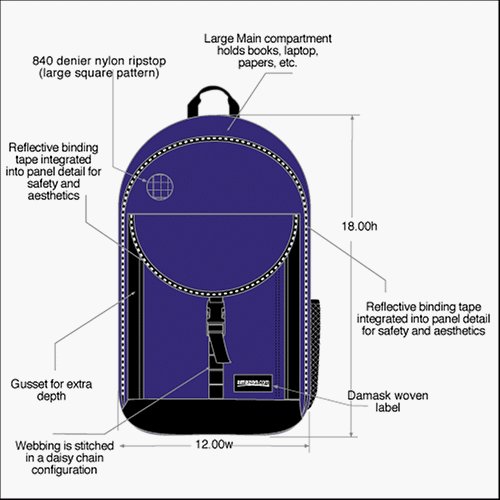 840 denier nylon ripstop
(large square pattern)
Large Main compartment
holds books, laptop,
papers, etc.
Reflective binding
tape integrated
into panel detail for
safety and
aesthetics
18.00h
Reflective binding tape
integrated into panel detail
for safety and aesthetics
Gusset for extra
depth
amazon.com
Damask woven
label
Webbing is stitched
in a daisy chain
configuration
12.00w